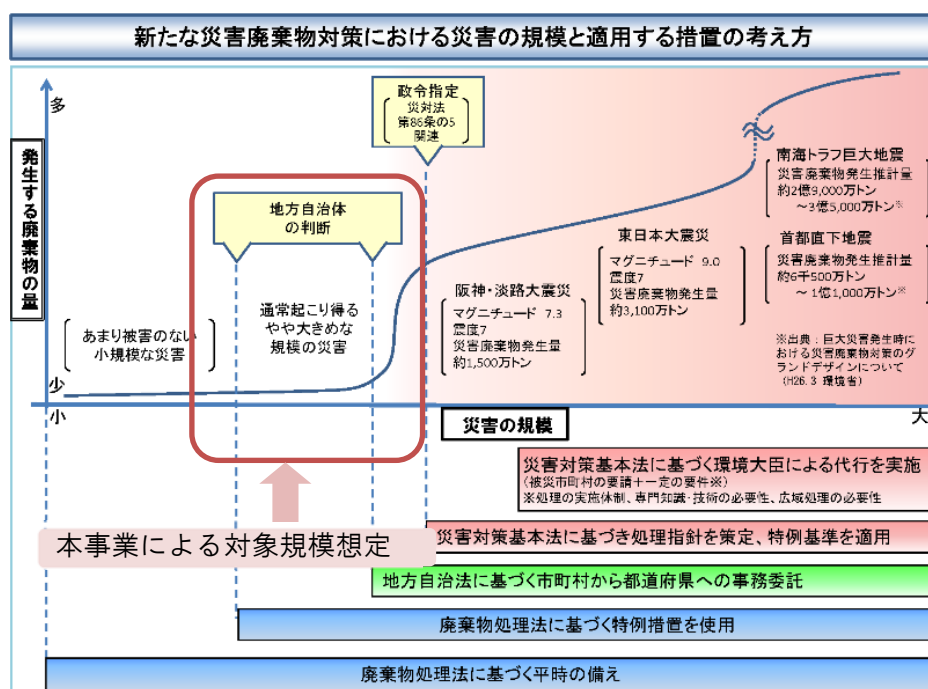 新たな災害廃棄物対策における災害の規模と適用する措置の考え方
多
発生する廃棄物の量
少
小
政令指定
災対法
第86条の5
関連
地方自治体
の判断
あまり被害のない
小規模な災害
通常起こり得る
やや大きめな
規模の災害
阪神・淡路大震災
マグニチュード 7.3
震度7
災害廃棄物発生量
約1,500万トン
東日本大震災
マグニチュード 9.0
震度7
災害廃棄物発生量
約3,100万トン
南海トラフ巨大地震
災害廃棄物発生推計量
約2億9,000万トン
～3億5,000万トン※
首都直下地震
災害廃棄物発生推計量
約6千500万トン
～1億1,000万トン※
※出典：巨大災害発生時に
おける災害廃棄物対策のグ
ランドデザインについて
（H26.3 環境省）
災害の規模
大
本事業による対象規模想定
災害対策基本法に基づく環境大臣による代行を実施
（被災市町村の要請＋一定の要件※）
※処理の実施体制、専門知識・技術の必要性、広域処理の必要性
災害対策基本法に基づき処理指針を策定、特例基準を適用
地方自治法に基づく市町村から都道府県への事務委託
廃棄物処理法に基づく特例措置を使用
廃棄物処理法に基づく平時の備え